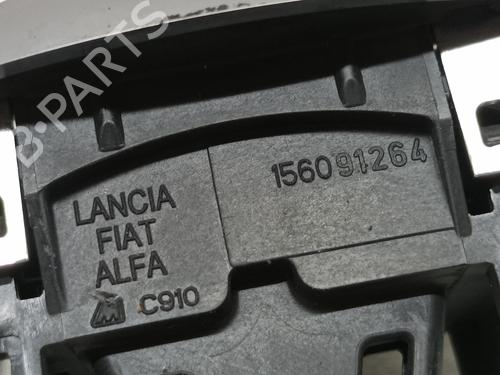 B-PARTS
LANCIA
FIAT
ALFA
C910
156091264